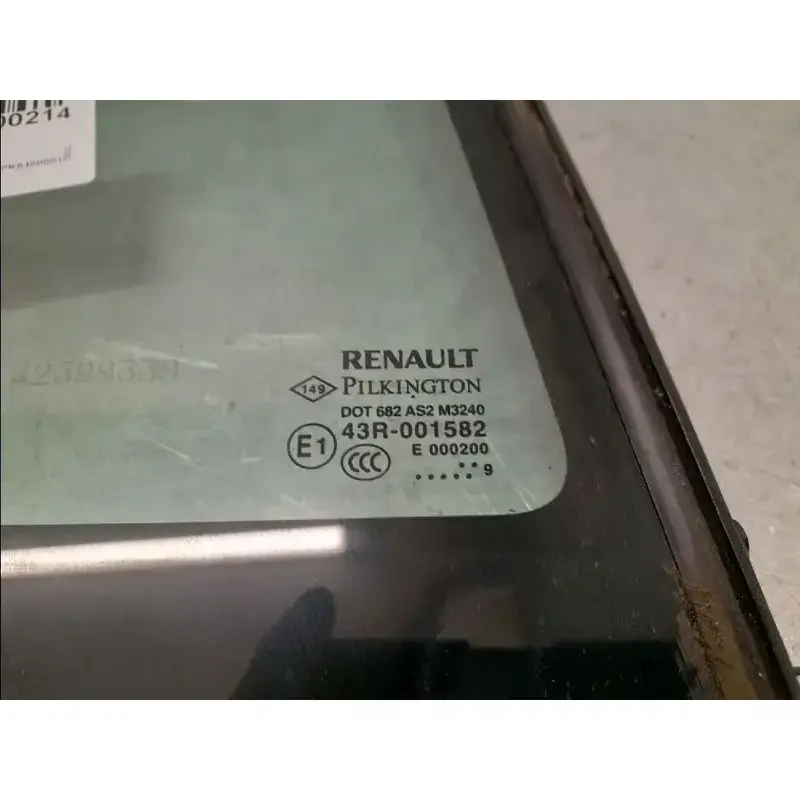 00214
RENAULT
149 PILKINGTON
DOT 682 AS2 M3240
43R-001582
E1
E 000200
CCC
..... 9